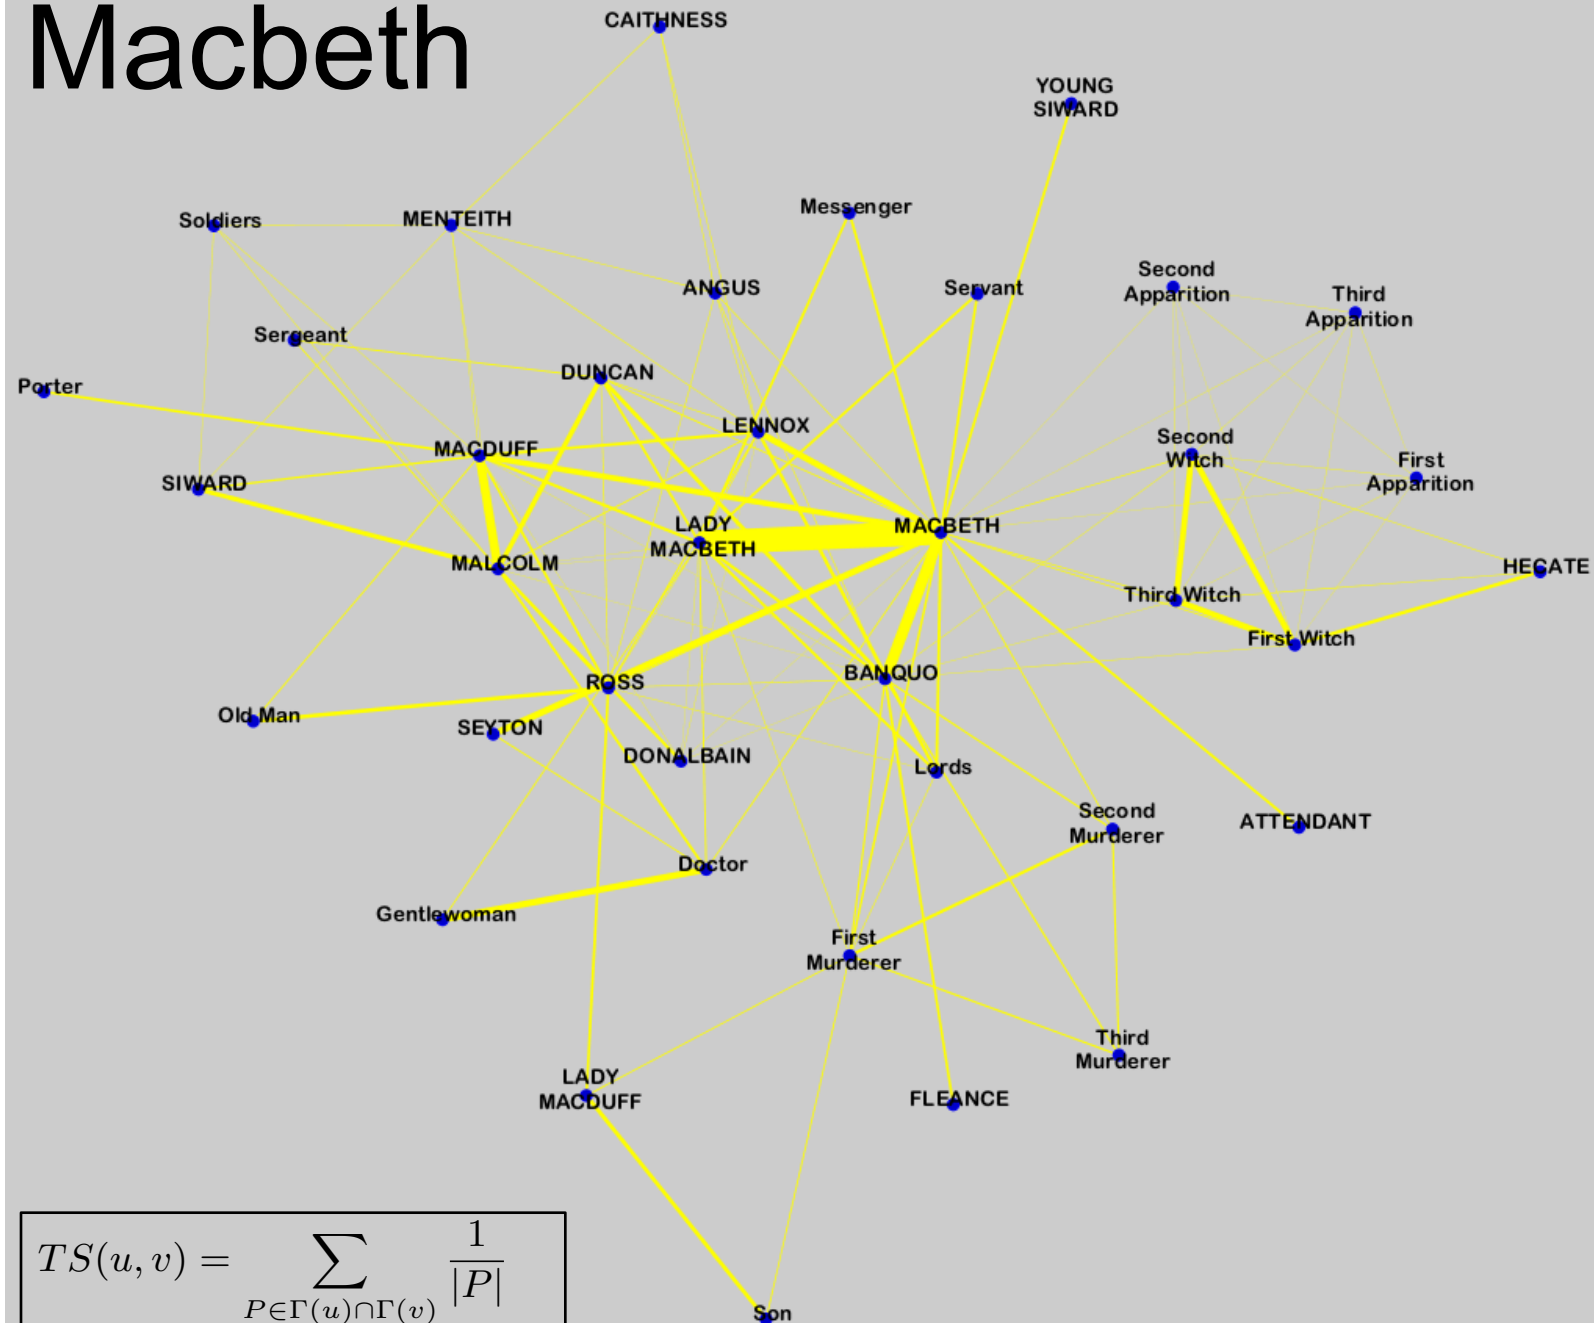 Macbeth
CAITHNESS
YOUNG
SIWARD
Messenger
Soldiers
MENTEITH
Second
Apparition
ANGUS
Servant
Third
Apparition
Sergeant
DUNCAN
Porter
LENNOX
MACDUFF
Second
Witch
First
Apparition
SIWARD
LADY
MACBETH
MACBETH
MALCOLM
HECATE
Third Witch
First Witch
BANQUO
ROSS
Old Man
SEYTON
DONALBAIN
Lords
Second
Murderer
ATTENDANT
Doctor
Gentlewoman
First
Murderer
Third
Murderer
LADY
MACDUFF
FLEANCE
TS(u, v) = ∑ P∈Γ(u)∩Γ(v) 1/|P|
Son